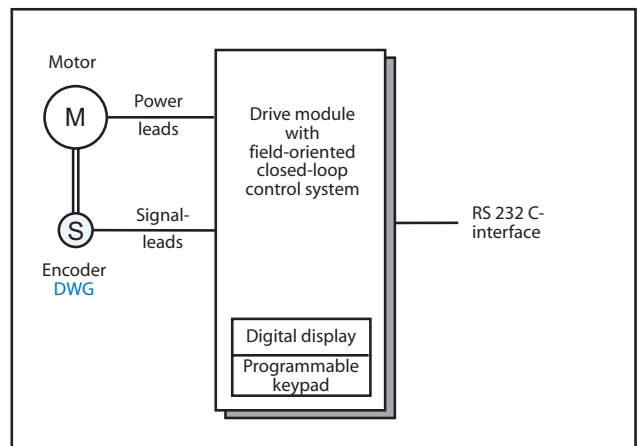 Motor
M
Power
leads
S
Signal-
leads
Encoder
DWG
Drive module
with
field-oriented
closed-loop
control system
Digital display
Programmable
keypad
RS 232 C-
interface